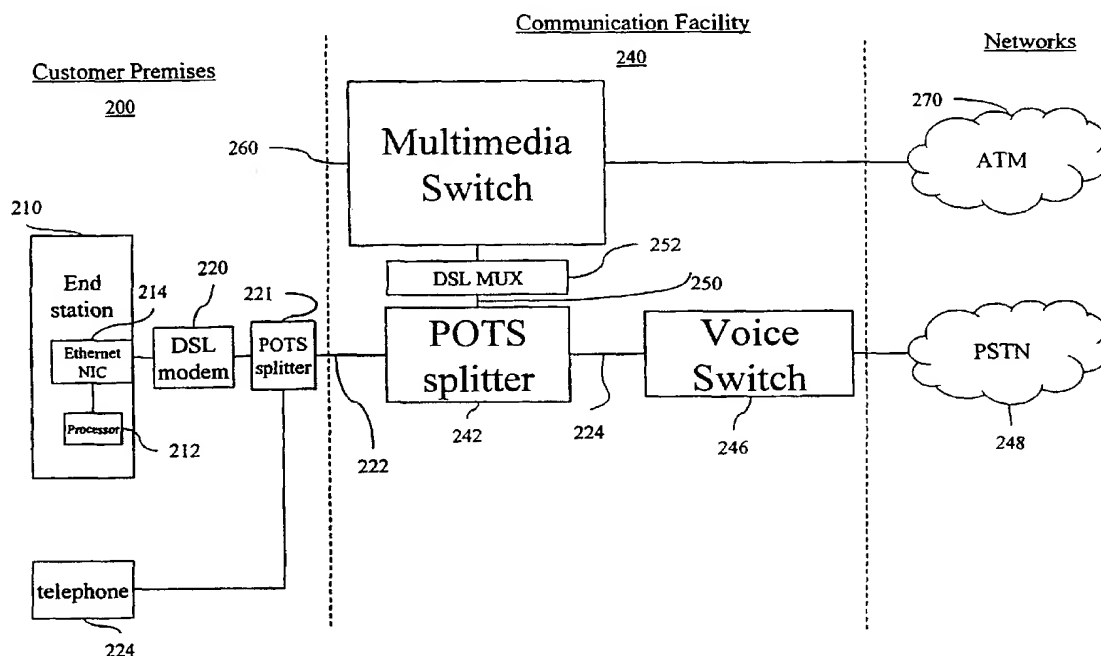 Communication Facility
240
Networks
Customer Premises
200
270
Multimedia
Switch
260
ATM
210
252
DSL MUX
End
station
214
220
221
250
Ethernet
NIC
DSL
modem
POTS
splitter
POTS
splitter
Voice
Switch
PSTN
Processor
212
222
242
224
246
248
telephone
224